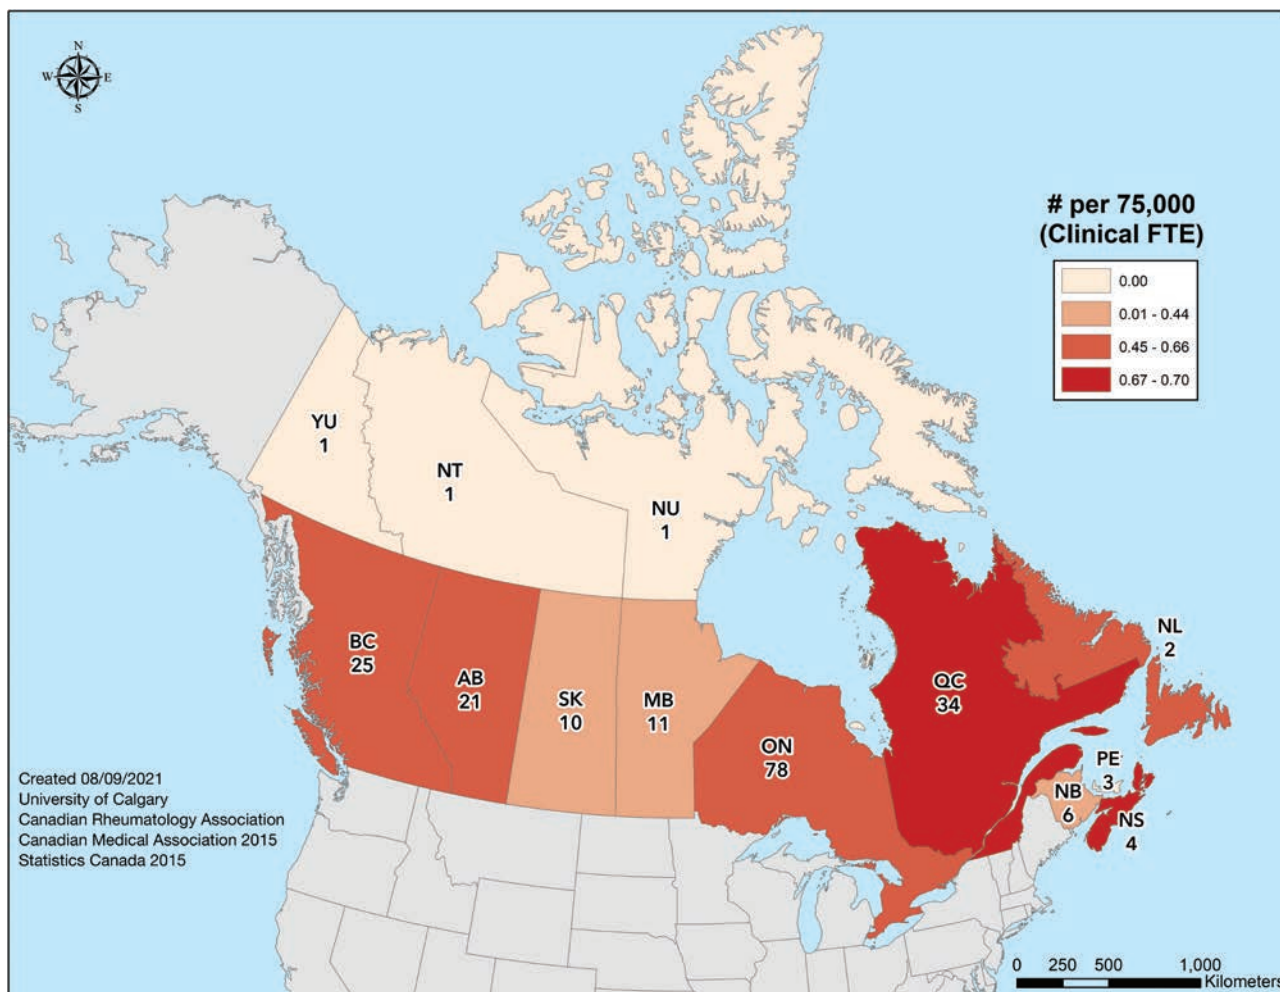 N
W E
S
# per 75,000
(Clinical FTE)
0.00
0.01 - 0.44
0.45 - 0.66
0.67 - 0.70
YU
1
NT
1
NU
1
BC
25
AB
21
SK
10
MB
11
ON
78
QC
34
NL
2
PE
3
NB
6
NS
4
Created 08/09/2021
University of Calgary
Canadian Rheumatology Association
Canadian Medical Association 2015
Statistics Canada 2015
0 250 500 1,000
Kilometers